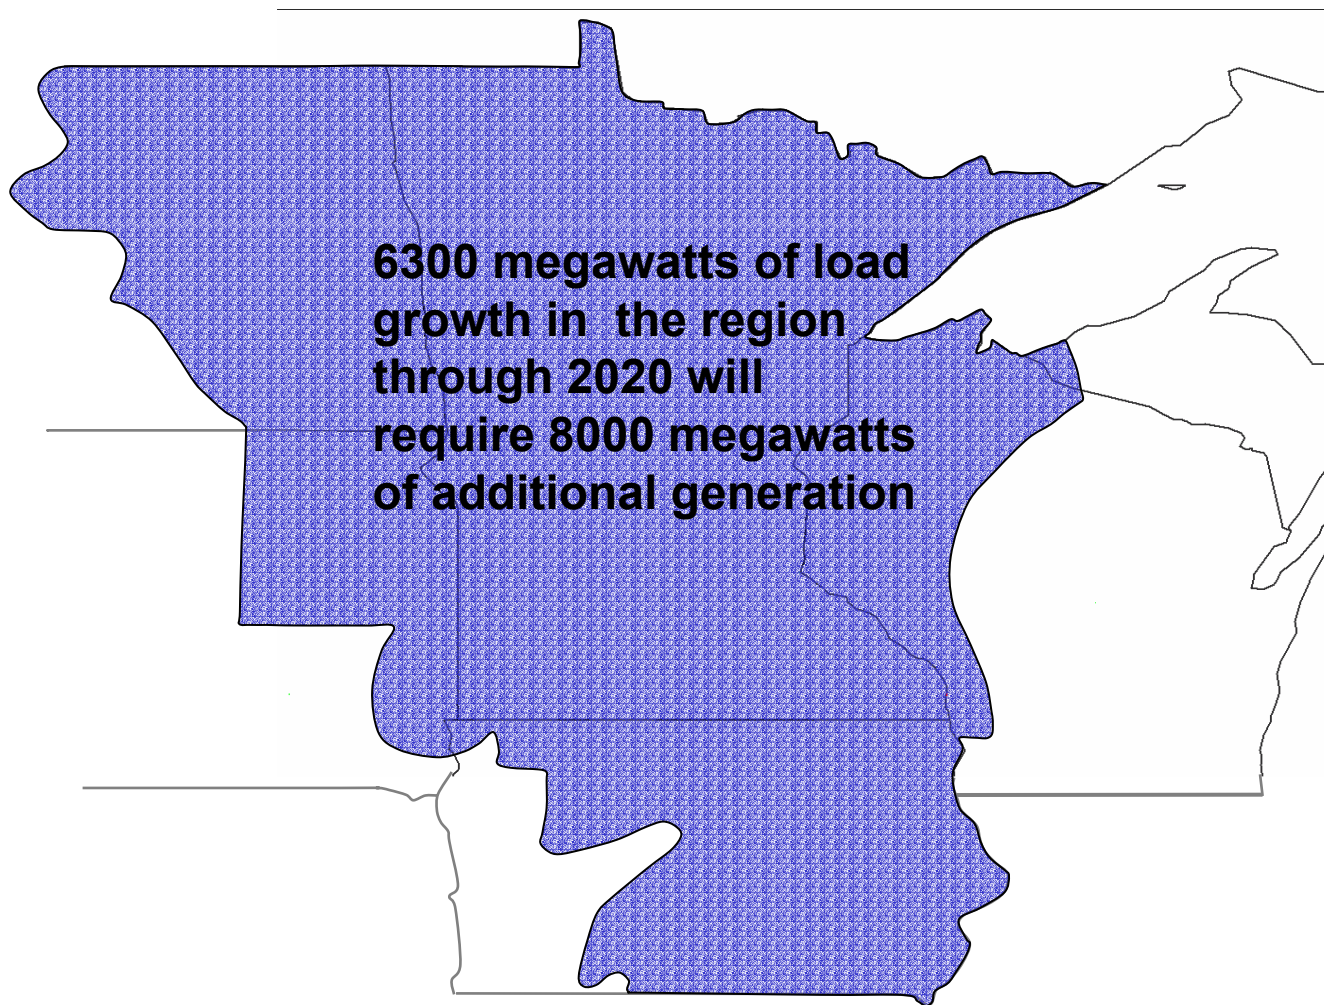 6300 megawatts of load
growth in  the region
through 2020 will
require 8000 megawatts
of additional generation